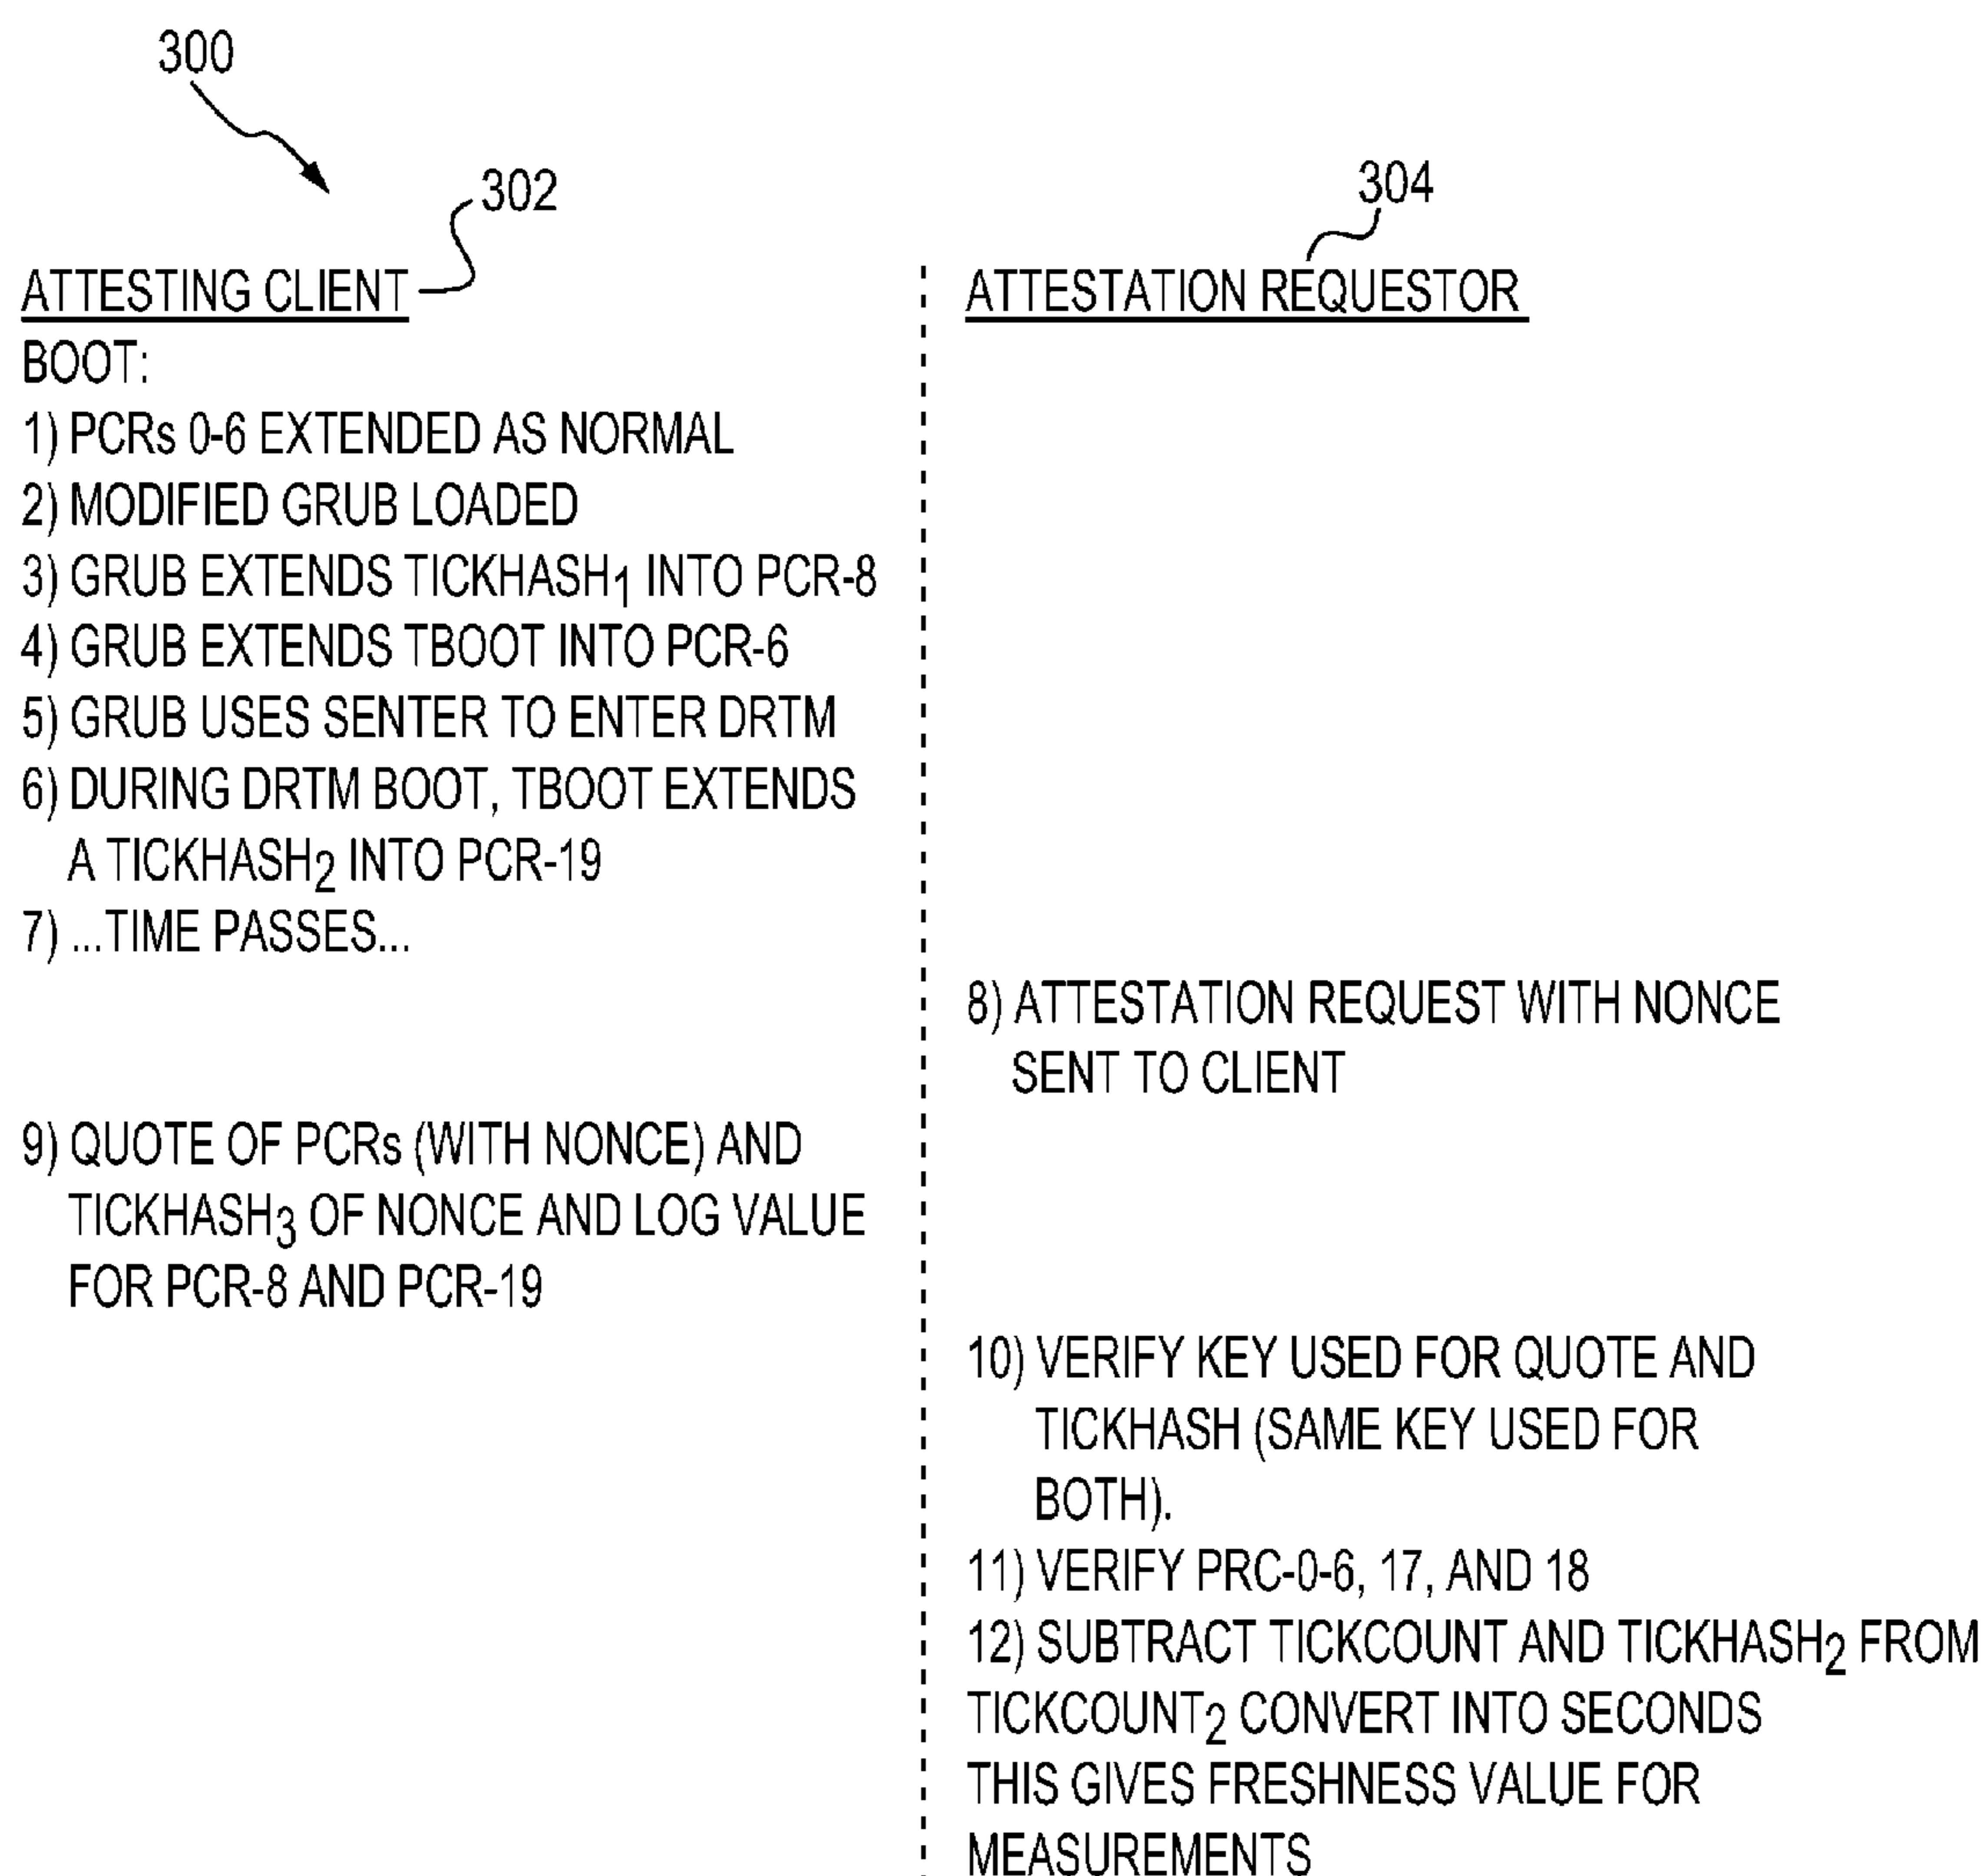 300
302
304
ATTESTING CLIENT
ATTESTATION REQUESTOR
BOOT:
1) PCRs 0-6 EXTENDED AS NORMAL
2) MODIFIED GRUB LOADED
3) GRUB EXTENDS TICKHASH1 INTO PCR-8
4) GRUB EXTENDS TBOOT INTO PCR-6
5) GRUB USES SENTER TO ENTER DRTM
6) DURING DRTM BOOT, TBOOT EXTENDS
A TICKHASH2 INTO PCR-19
7) ...TIME PASSES...
8) ATTESTATION REQUEST WITH NONCE
SENT TO CLIENT
9) QUOTE OF PCRs (WITH NONCE) AND
TICKHASH3 OF NONCE AND LOG VALUE
FOR PCR-8 AND PCR-19
10) VERIFY KEY USED FOR QUOTE AND
TICKHASH (SAME KEY USED FOR
BOTH).
11) VERIFY PRC-0-6, 17, AND 18
12) SUBTRACT TICKCOUNT AND TICKHASH2 FROM
TICKCOUNT2 CONVERT INTO SECONDS
THIS GIVES FRESHNESS VALUE FOR
MEASUREMENTS